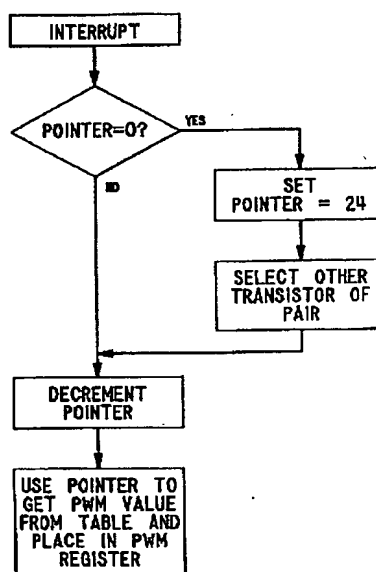 INTERRUPT
POINTER=0?
YES
NO
SET
POINTER = 24
SELECT OTHER
TRANSISTOR OF
PAIR
DECREMENT
POINTER
USE POINTER TO
GET PWM VALUE
FROM TABLE AND
PLACE IN PWM
REGISTER